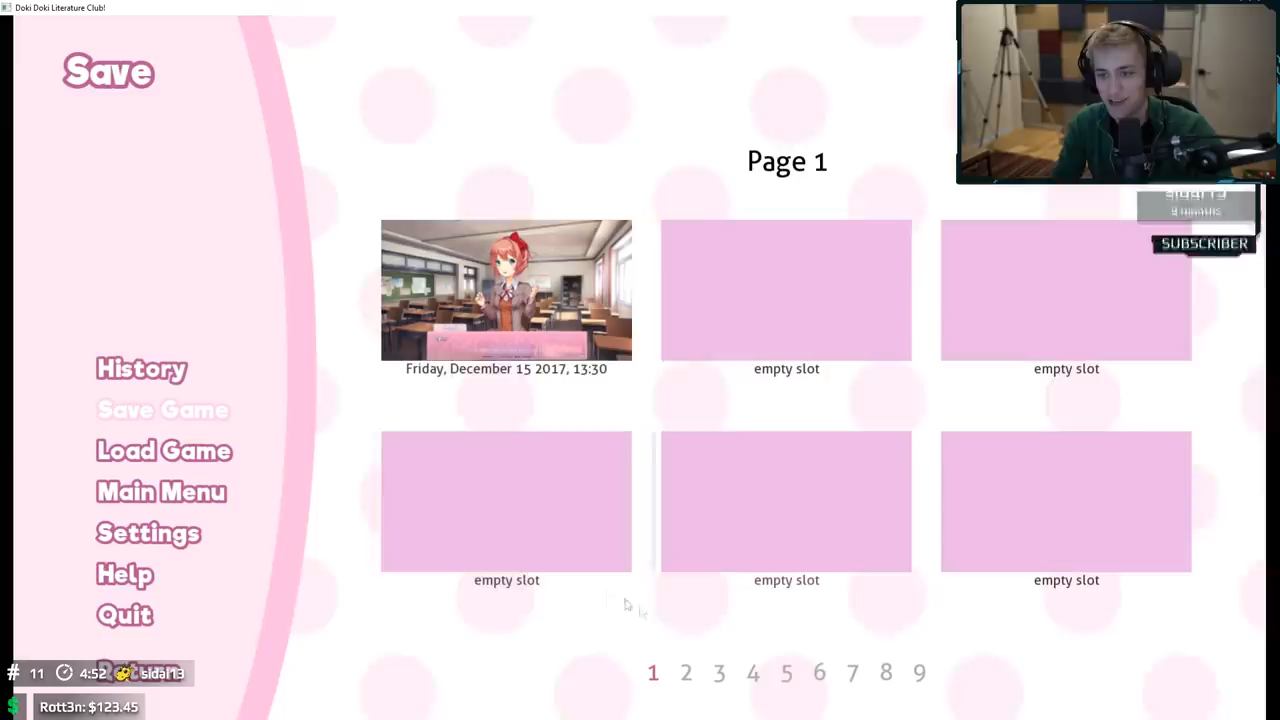 Doki Doki Literature Club!
Save
Page 1
SUBSCRIBER
Friday, December 15 2017, 13:30
empty slot
empty slot
History
Save Game
Load Game
Main Menu
Settings
Help
Quit
empty slot
empty slot
empty slot
Return
# 11 4:52 sidal13
1 2 3 4 5 6 7 8 9
$ Rott3n: $123.45